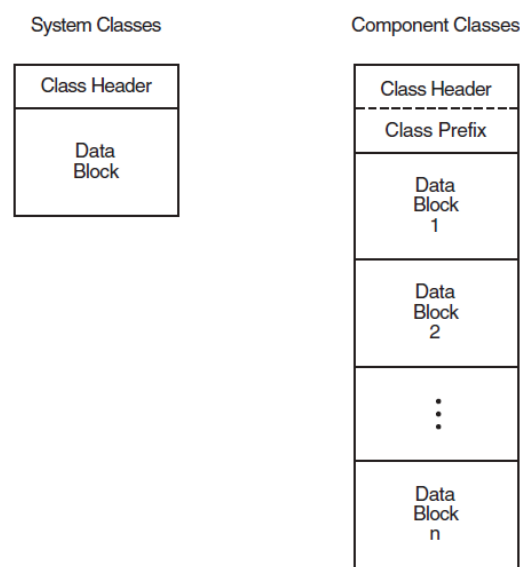 System Classes
Class Header
Data
Block
Component Classes
Class Header
Class Prefix
Data
Block
1
Data
Block
2
Data
Block
n